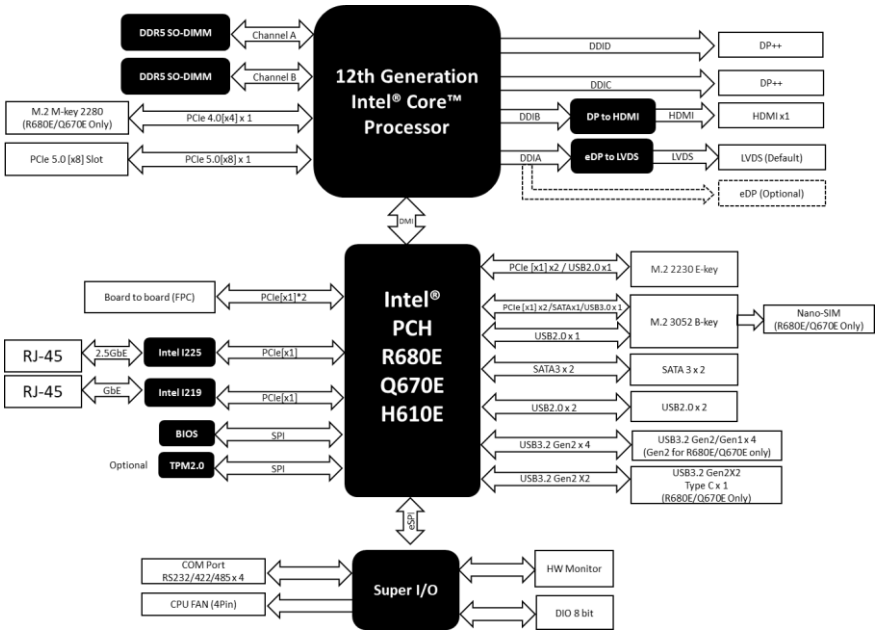 DDR5 SO-DIMM
Channel A
DDR5 SO-DIMM
Channel B
M.2 M-key 2280
(R680E/Q670E Only)
PCIe 4.0[x4] x 1
PCIe 5.0 [x8] Slot
PCIe 5.0[x8] x 1
12th Generation
Intel® Core™
Processor
DDID
DP++
DDIC
DP++
DDIB
DP to HDMI
HDMI
HDMI x1
DDIA
eDP to LVDS
LVDS
LVDS (Default)
eDP (Optional)
DMI
Board to board (FPC)
PCIe[x1]*2
RJ-45
2.5GbE
Intel I225
PCIe[x1]
RJ-45
GbE
Intel I219
PCIe[x1]
BIOS
SPI
Optional
TPM2.0
SPI
Intel®
PCH
R680E
Q670E
H610E
PCIe [x1] x2 / USB2.0 x1
M.2 2230 E-key
PCIe [x1] x2/SATAx1/USB3.0 x 1
USB2.0 x 1
M.2 3052 B-key
Nano-SIM
(R680E/Q670E Only)
SATA3 x 2
SATA 3 x 2
USB2.0 x 2
USB2.0 x 2
USB3.2 Gen2 x 4
USB3.2 Gen2/Gen1 x 4
(Gen2 for R680E/Q670E only)
USB3.2 Gen2 X2
USB3.2 Gen2X2
Type C x 1
(R680E/Q670E Only)
eSPI
COM Port
RS232/422/485 x 4
CPU FAN (4Pin)
Super I/O
HW Monitor
DIO 8 bit